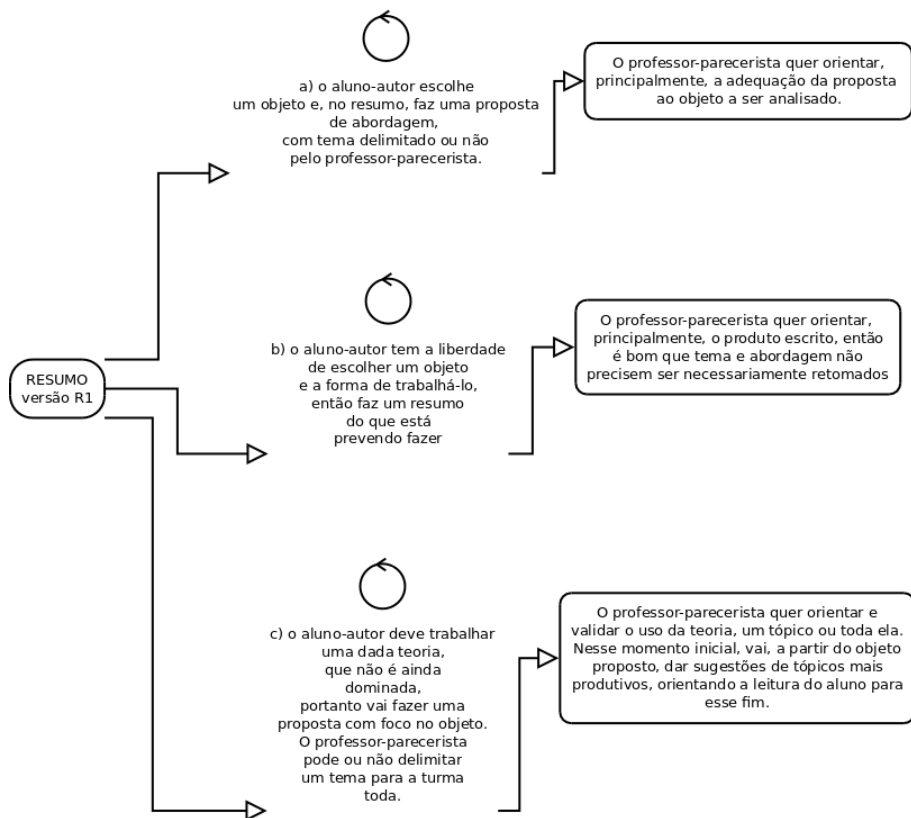 a) o aluno-autor escolhe
um objeto e, no resumo, faz uma proposta
de abordagem,
com tema delimitado ou não
pelo professor-parecerista.
O professor-parecerista quer orientar,
principalmente, a adequação da proposta
ao objeto a ser analisado.
RESUMO
versão R1
b) o aluno-autor tem a liberdade
de escolher um objeto
e a forma de trabalhá-lo,
então faz um resumo
do que está
prevendo fazer
O professor-parecerista quer orientar,
principalmente, o produto escrito, então
é bom que tema e abordagem não
precisem ser necessariamente retomados
c) o aluno-autor deve trabalhar
uma dada teoria,
que não é ainda
dominada,
portanto vai fazer uma
proposta com foco no objeto.
O professor-parecerista
pode ou não delimitar
um tema para a turma
toda.
O professor-parecerista quer orientar e
validar o uso da teoria, um tópico ou toda ela.
Nesse momento inicial, vai, a partir do objeto
proposto, dar sugestões de tópicos mais
produtivos, orientando a leitura do aluno para
esse fim.